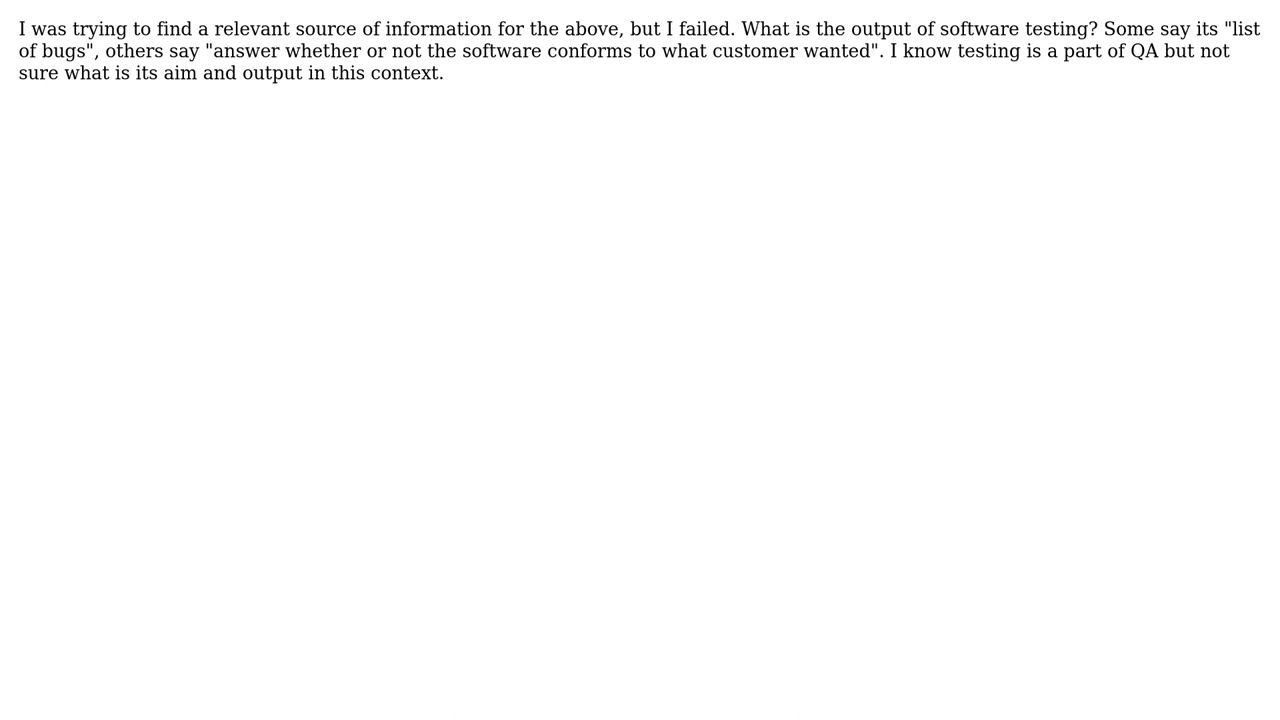 I was trying to find a relevant source of information for the above, but I failed. What is the output of software testing? Some say its "list
of bugs", others say "answer whether or not the software conforms to what customer wanted". I know testing is a part of QA but not
sure what is its aim and output in this context.